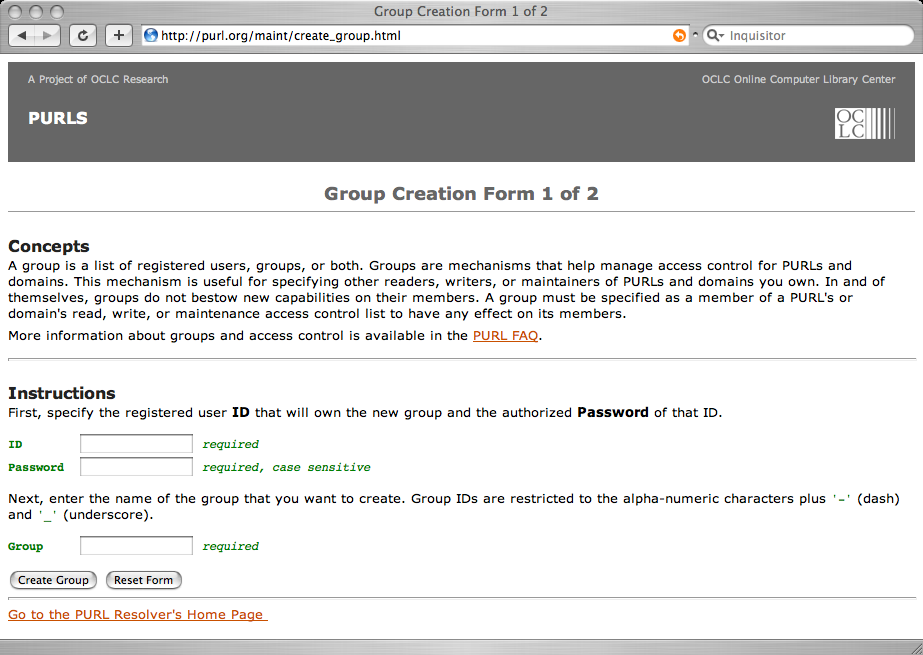 Group Creation Form 1 of 2
http://purl.org/maint/create_group.html
Inquisitor
A Project of OCLC Research
OCLC Online Computer Library Center
PURLS
OC
LC
Group Creation Form 1 of 2
Concepts
A group is a list of registered users, groups, or both. Groups are mechanisms that help manage access control for PURLs and
domains. This mechanism is useful for specifying other readers, writers, or maintainers of PURLs and domains you own. In and of
themselves, groups do not bestow new capabilities on their members. A group must be specified as a member of a PURL's or
domain's read, write, or maintenance access control list to have any effect on its members.
More information about groups and access control is available in the PURL FAQ.
Instructions
First, specify the registered user ID that will own the new group and the authorized Password of that ID.
ID required
Password required, case sensitive
Next, enter the name of the group that you want to create. Group IDs are restricted to the alpha-numeric characters plus '-' (dash)
and '_' (underscore).
Group required
Create Group Reset Form
Go to the PURL Resolver's Home Page